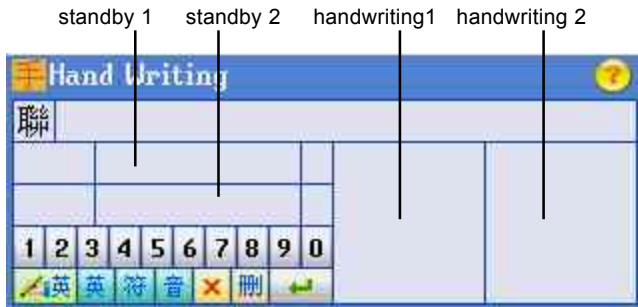 standby 1 standby 2 handwriting1 handwriting 2
手 Hand Writing ?
聯
1 2 3 4 5 6 7 8 9 0
英 英 符 音 × 刪